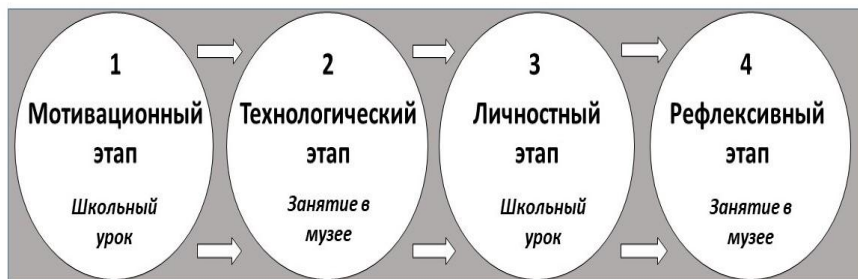 1
Мотивационный
этап
Школьный
урок
2
Технологический
этап
Занятие в
музее
3
Личностный
этап
Школьный
урок
4
Рефлексивный
этап
Занятие в
музее